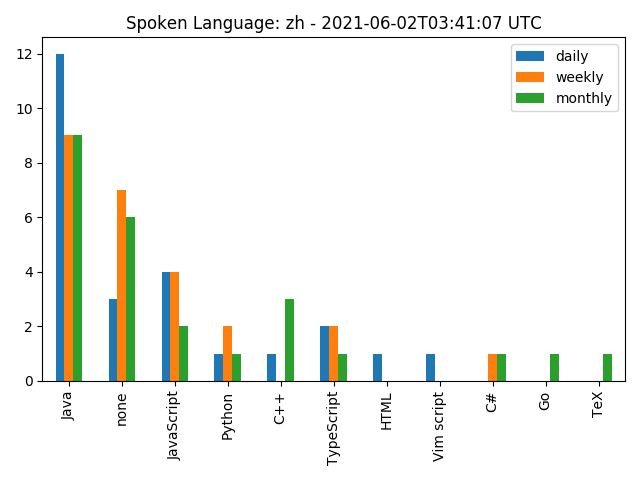 Spoken Language: zh - 2021-06-02T03:41:07 UTC
daily
weekly
monthly
12
10
8
6
4
2
0
Java
none
JavaScript
Python
C++
TypeScript
HTML
Vim script
C#
Go
TeX